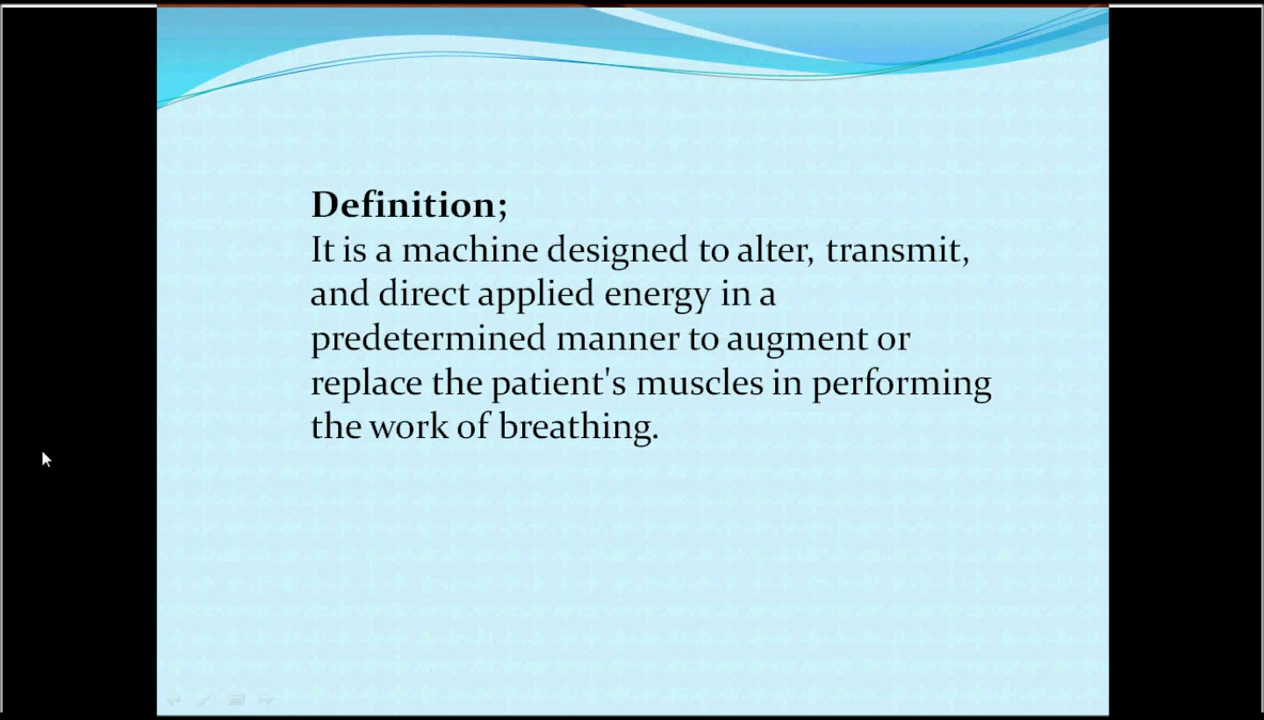 Definition;
It is a machine designed to alter, transmit,
and direct applied energy in a
predetermined manner to augment or
replace the patient's muscles in performing
the work of breathing.